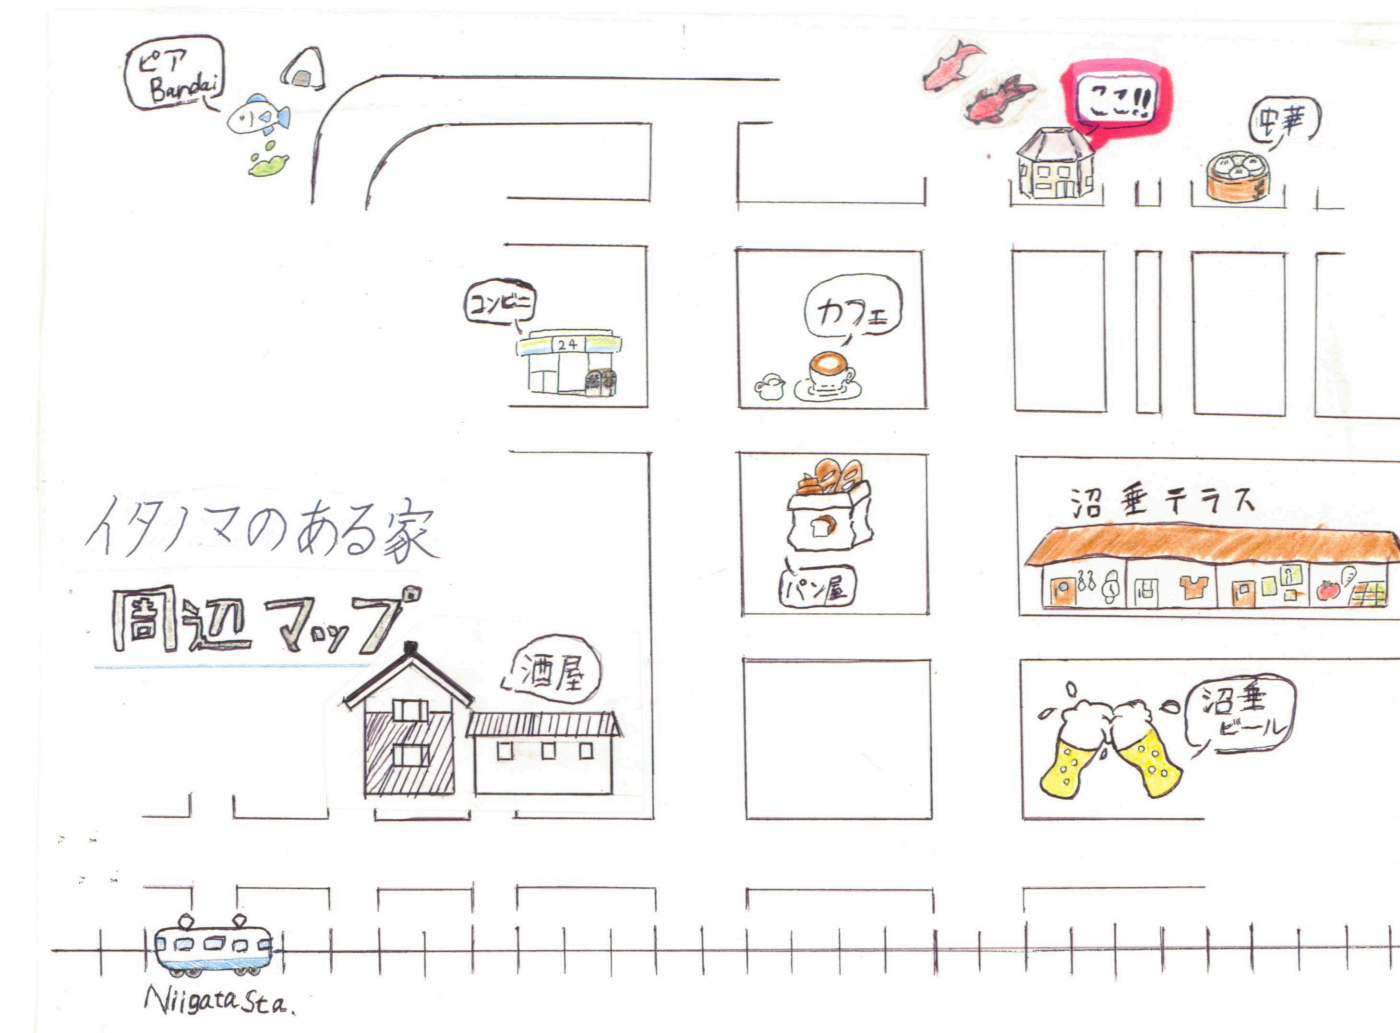 ピア
Bandai
ここ!!
中華
コンビニ
24
カフェ
イタノマのある家
周辺マップ
パン屋
沼垂テラス
酒屋
沼垂
ビール
Niigata Sta.